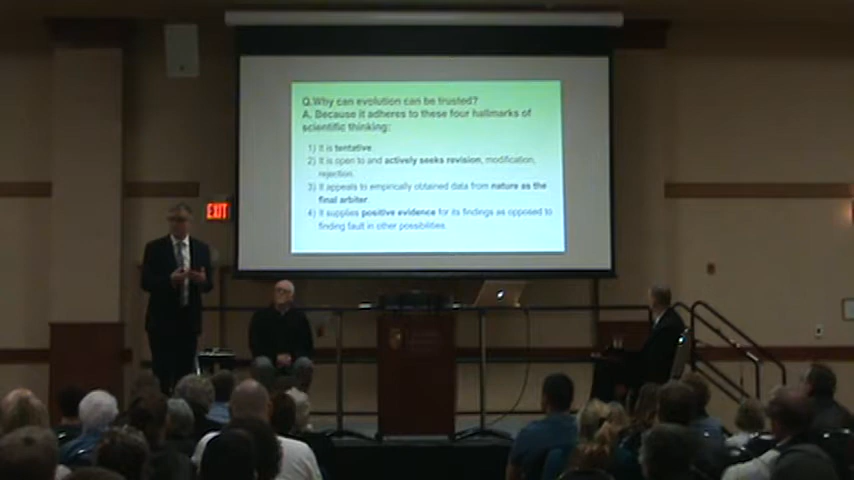 Q.Why can evolution can be trusted?
A. Because it adheres to these four hallmarks of
scientific thinking:
1) It is tentative.
2) It is open to and actively seeks revision, modification,
rejection.
3) It appeals to empirically obtained data from nature as the
final arbiter.
4) It supplies positive evidence for its findings as opposed to
finding fault in other possibilities.
EXIT